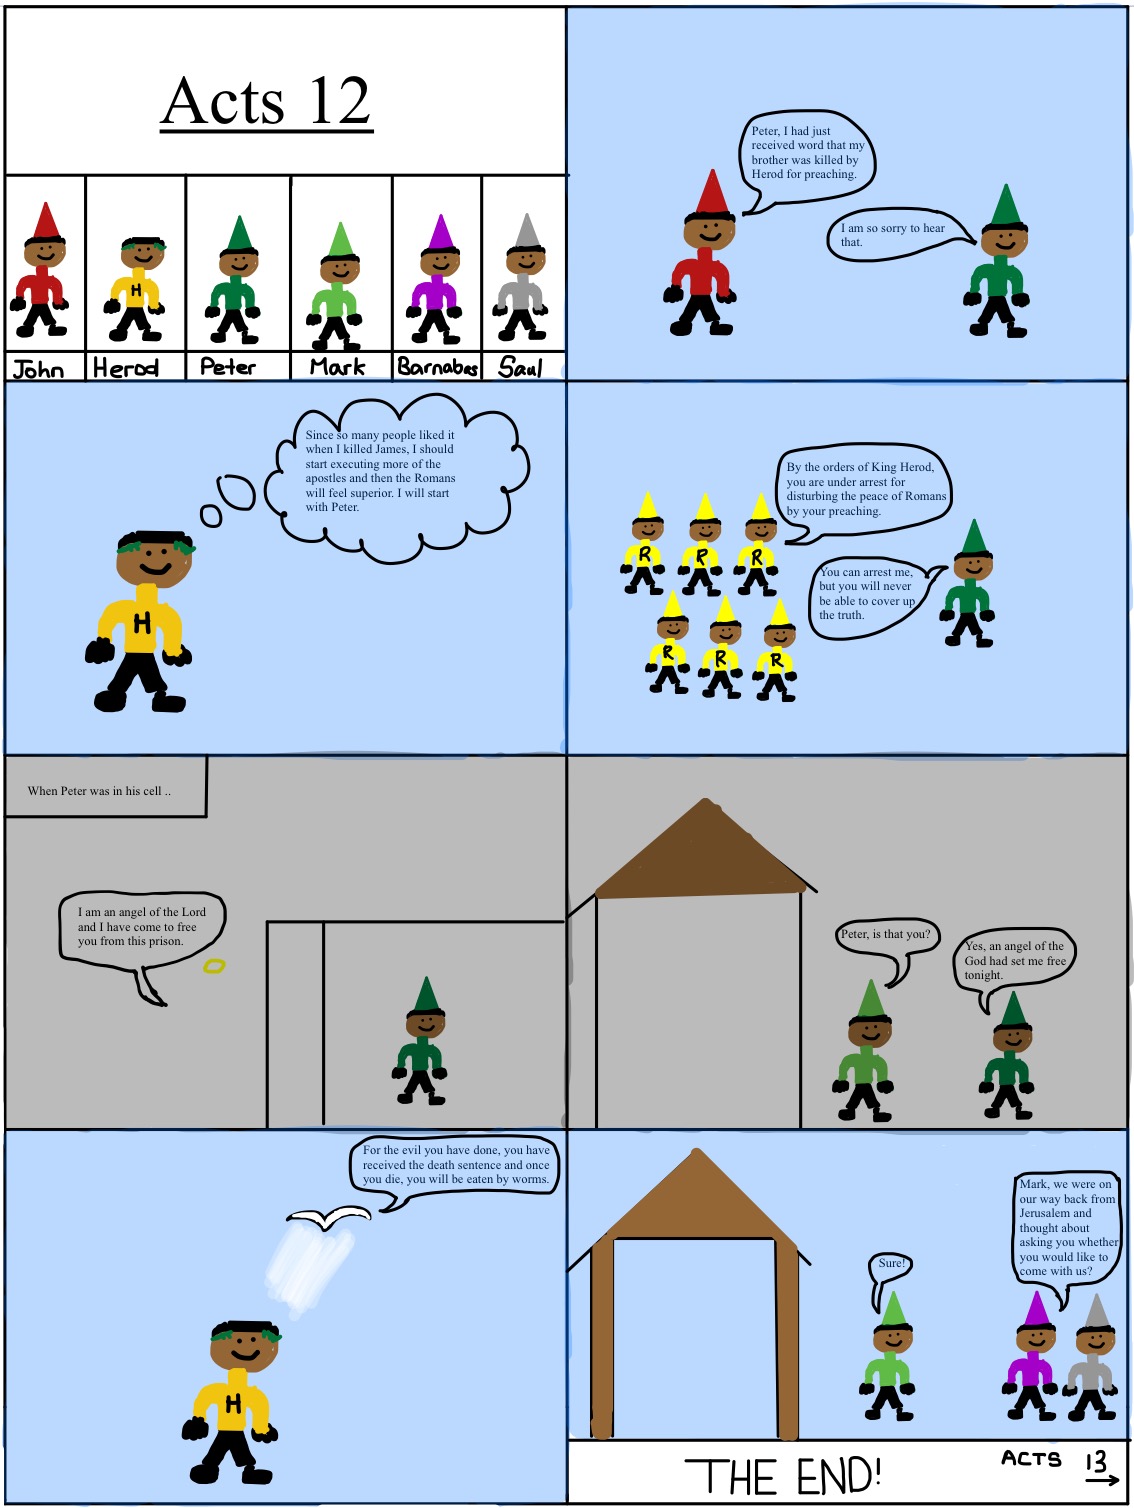 Acts 12
John Herod Peter Mark Barnabas Saul
H
Peter, I had just
received word that my
brother was killed by
Herod for preaching.
I am so sorry to hear
that.
Since so many people liked it
when I killed James, I should
start executing more of the
apostles and then the Romans
will feel superior. I will start
with Peter.
H
By the orders of King Herod,
you are under arrest for
disturbing the peace of Romans
by your preaching.
You can arrest me,
but you will never
be able to cover up
the truth.
R R R
R R R
When Peter was in his cell ..
I am an angel of the Lord
and I have come to free
you from this prison.
Peter, is that you?
Yes, an angel of the
God had set me free
tonight.
For the evil you have done, you have
received the death sentence and once
you die, you will be eaten by worms.
H
Sure!
Mark, we were on
our way back from
Jerusalem and
thought about
asking you whether
you would like to
come with us?
THE END!
ACTS 13